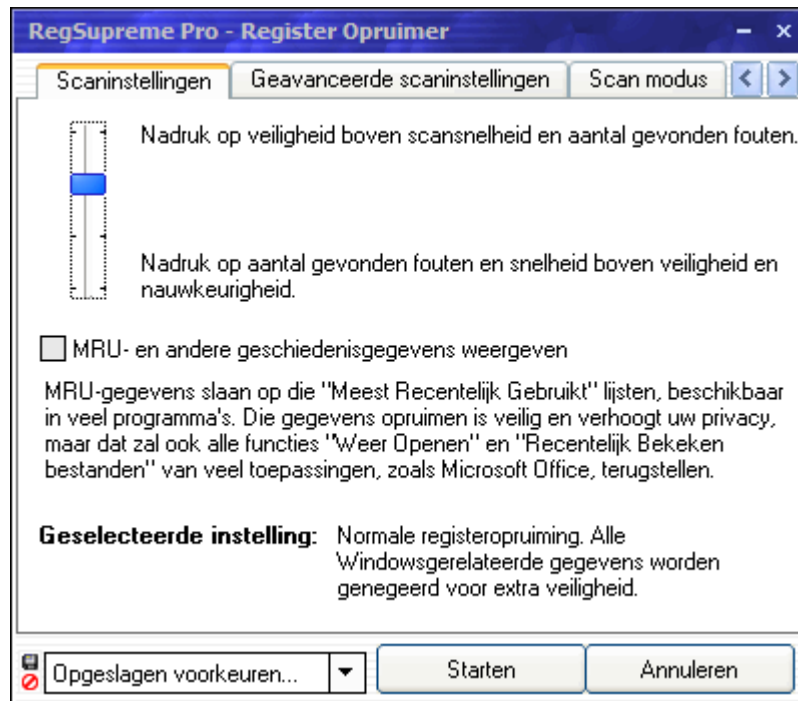 RegSupreme Pro - Register Opruimer
Scaninstellingen
Geavanceerde scaninstellingen
Scan modus
Nadruk op veiligheid boven scansnelheid en aantal gevonden fouten.
Nadruk op aantal gevonden fouten en snelheid boven veiligheid en
nauwkeurigheid.
MRU- en andere geschiedenisgegevens weergeven
MRU-gegevens slaan op die "Meest Recentelijk Gebruikt" lijsten, beschikbaar
in veel programma's. Die gegevens opruimen is veilig en verhoogt uw privacy,
maar dat zal ook alle functies "Weer Openen" en "Recentelijk Bekeken
bestanden" van veel toepassingen, zoals Microsoft Office, terugstellen.
Geselecteerde instelling:
Normale registeropruiming. Alle
Windowsgerelateerde gegevens worden
genegeerd voor extra veiligheid.
Opgeslagen voorkeuren...
Starten
Annuleren